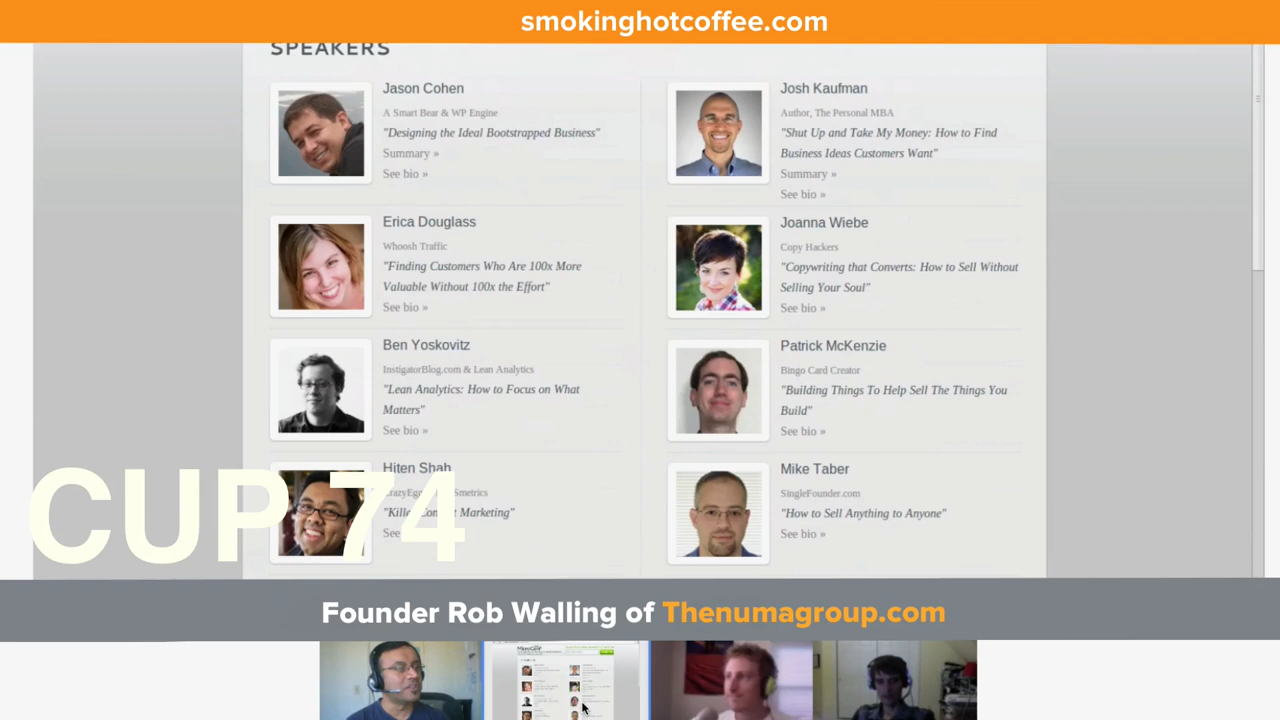 smokinghotcoffee.com
SPEAKERS
Jason Cohen
A Smart Bear & WP Engine
"Designing the Ideal Bootstrapped Business"
Summary »
See bio »
Josh Kaufman
Author, The Personal MBA
"Shut Up and Take My Money: How to Find
Business Ideas Customers Want"
Summary »
See bio »
Erica Douglass
Whoosh Traffic
"Finding Customers Who Are 100x More
Valuable Without 100x the Effort"
See bio »
Joanna Wiebe
Copy Hackers
"Copywriting that Converts: How to Sell Without
Selling Your Soul"
See bio »
Ben Yoskovitz
InstigatorBlog.com & Lean Analytics
"Lean Analytics: How to Focus on What
Matters"
See bio »
Patrick McKenzie
Bingo Card Creator
"Building Things To Help Sell The Things You
Build"
See bio »
Hiten Shah
Marketing"
See
Mike Taber
SingleFounder.com
"How to Sell Anything to Anyone"
See bio »
CUP 74
Founder Rob Walling of Thenumagroup.com